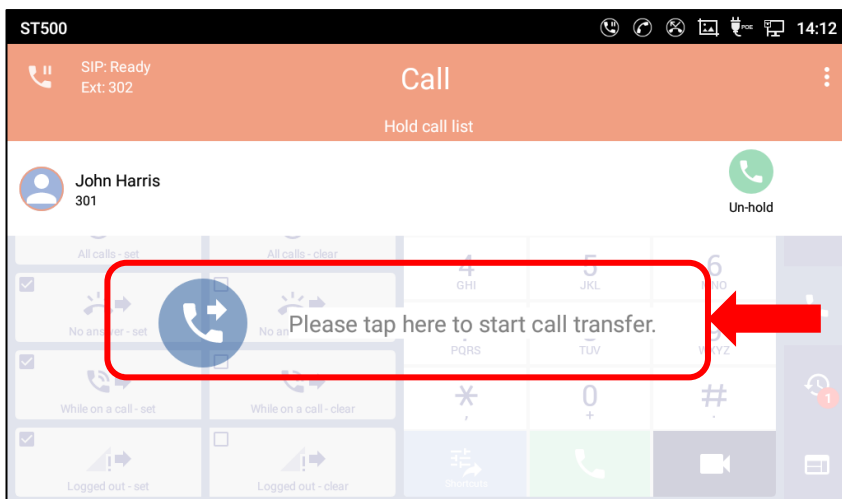 ST500
POE
14:12
SIP: Ready
Ext: 302
Call
Hold call list
John Harris
301
Un-hold
All calls - set
All calls - clear
4
GHI
5
JKL
6
MNO
No answer - set
No an
Please tap here to start call transfer.
PQRS
TUV
WXYZ
While on a call - set
While on a call - clear
*
,
0
+
#
.
1
Logged out - set
Logged out - clear
Shortcuts